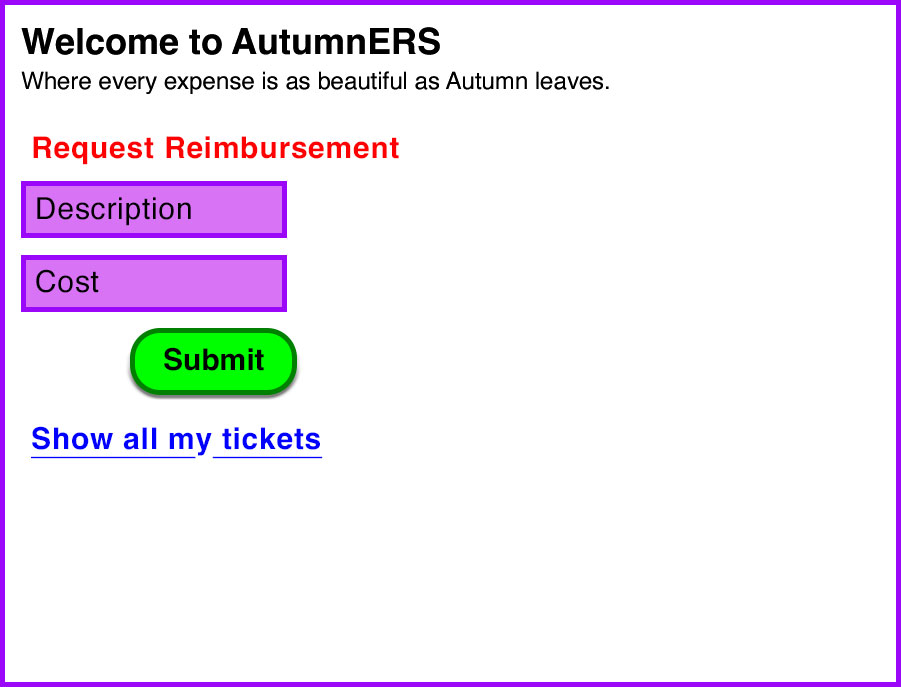 Welcome to AutumnERS
Where every expense is as beautiful as Autumn leaves.
Request Reimbursement
Description
Cost
Submit
Show all my tickets